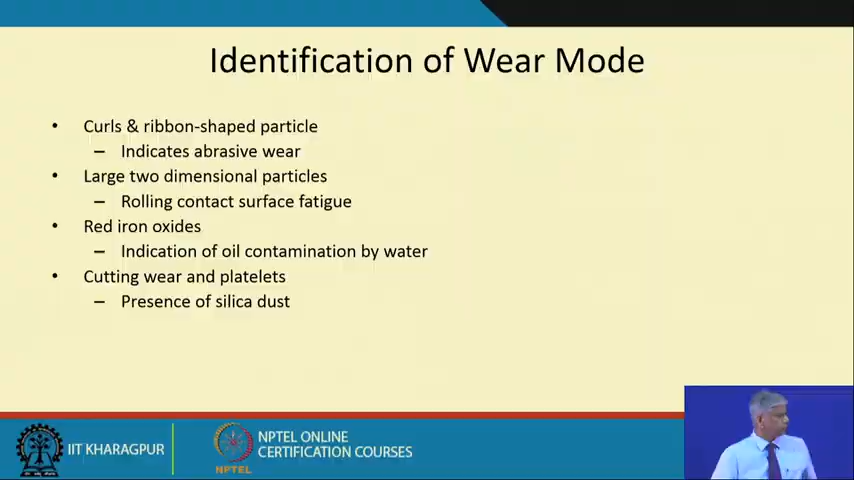 Identification of Wear Mode
• Curls & ribbon-shaped particle
– Indicates abrasive wear
• Large two dimensional particles
– Rolling contact surface fatigue
• Red iron oxides
– Indication of oil contamination by water
• Cutting wear and platelets
– Presence of silica dust
IIT KHARAGPUR
NPTEL
NPTEL ONLINE
CERTIFICATION COURSES